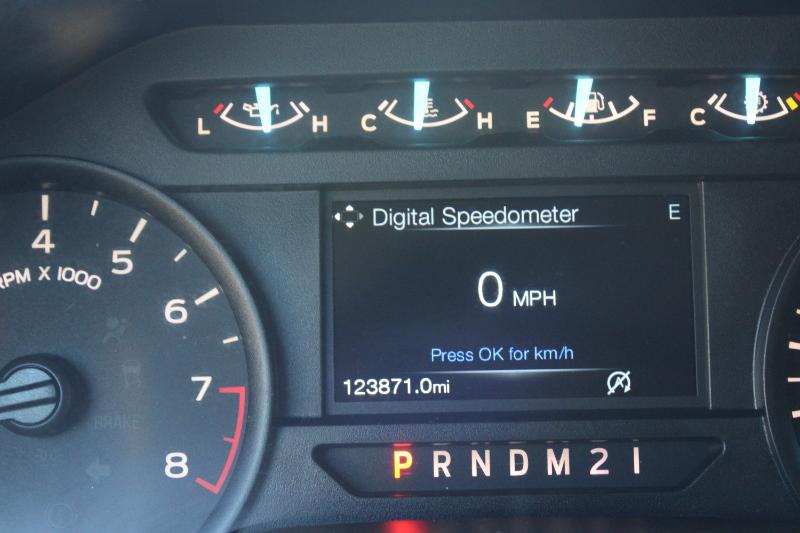 L H C H E F C
Digital Speedometer E
4
5
RPM X 1000
0 MPH
6
Press OK for km/h
7
123871.0mi
BRAKE
8
P R N D M 2 1